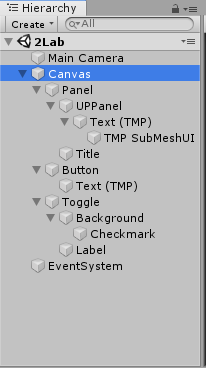 Hierarchy
Create All
2Lab
Main Camera
Canvas
Panel
UPPanel
Text (TMP)
TMP SubMeshUI
Title
Button
Text (TMP)
Toggle
Background
Checkmark
Label
EventSystem